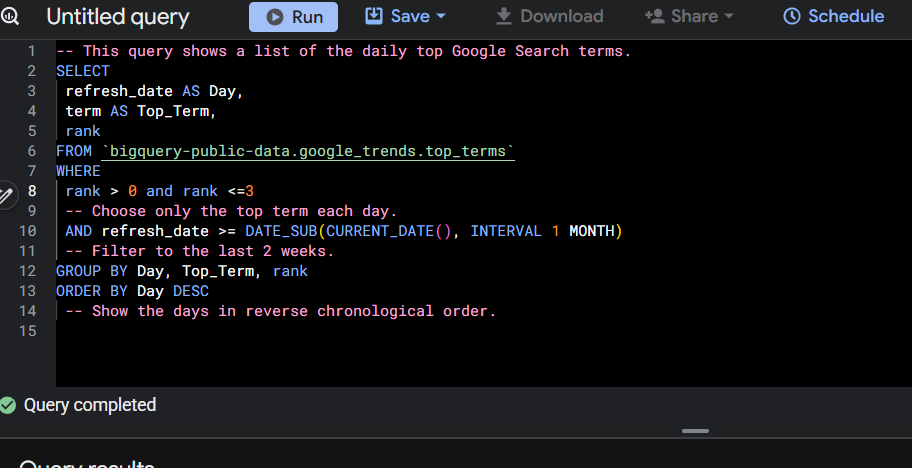 Untitled query Run Save Download Share Schedule
1 -- This query shows a list of the daily top Google Search terms.
2 SELECT
3 refresh_date AS Day,
4 term AS Top_Term,
5 rank
6 FROM `bigquery-public-data.google_trends.top_terms`
7 WHERE
8 rank > 0 and rank <=3
9 -- Choose only the top term each day.
10 AND refresh_date >= DATE_SUB(CURRENT_DATE(), INTERVAL 1 MONTH)
11 -- Filter to the last 2 weeks.
12 GROUP BY Day, Top_Term, rank
13 ORDER BY Day DESC
14 -- Show the days in reverse chronological order.
15
Query completed
Query results